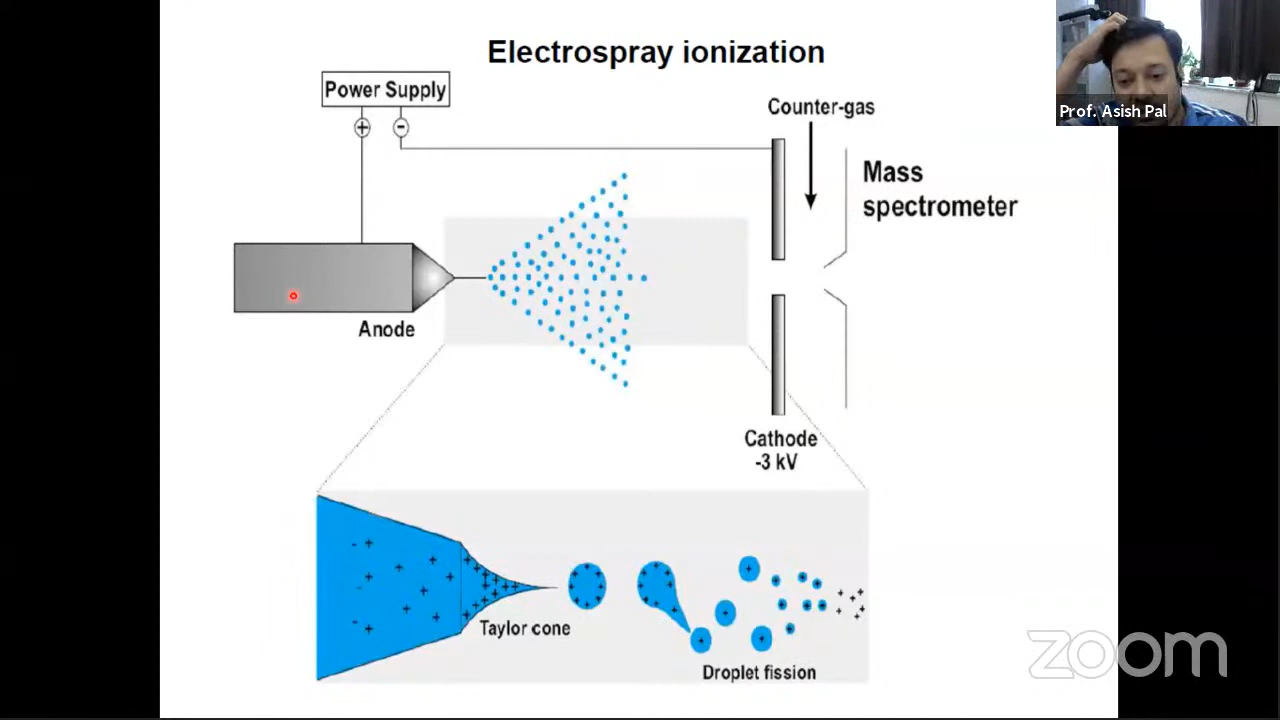 Electrospray ionization
Power Supply
+ -
Counter-gas
Mass
spectrometer
Anode
Cathode
-3 kV
Taylor cone
Droplet fission
Prof. Asish Pal
zoom